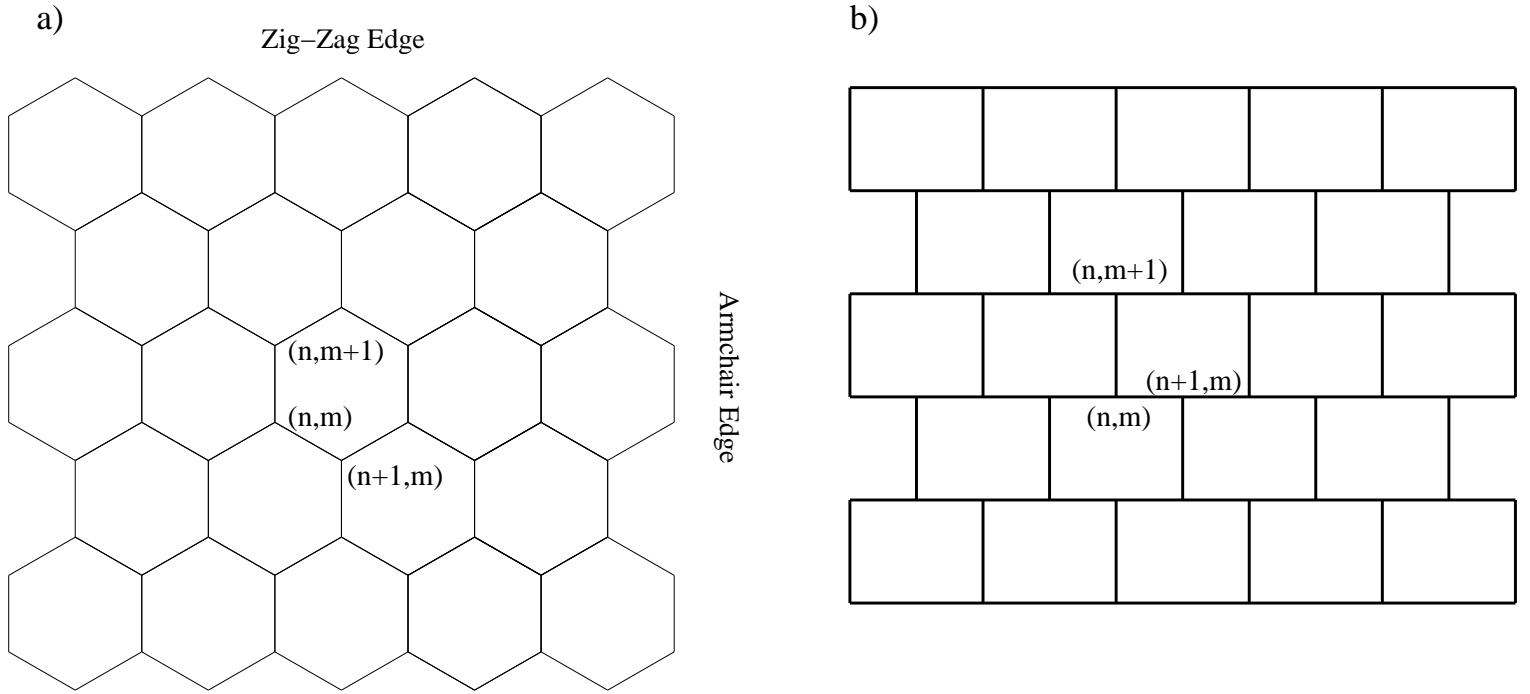 a)
Zig–Zag Edge
(n,m+1)
(n,m)
(n+1,m)
Armchair Edge
b)
(n,m+1)
(n+1,m)
(n,m)